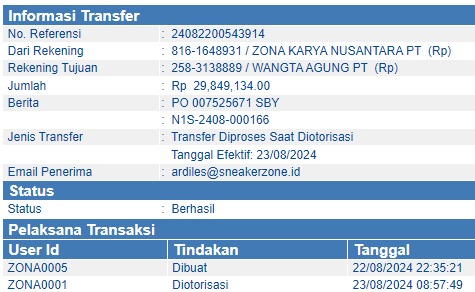 Informasi Transfer
No. Referensi : 24082200543914
Dari Rekening : 816-1648931 / ZONA KARYA NUSANTARA PT (Rp)
Rekening Tujuan : 258-3138889 / WANGTA AGUNG PT (Rp)
Jumlah : Rp 29,849,134.00
Berita : PO 007525671 SBY
: N1S-2408-000166
Jenis Transfer : Transfer Diproses Saat Diotorisasi
Tanggal Efektif: 23/08/2024
Email Penerima : ardiles@sneakerzone.id
Status
Status : Berhasil
Pelaksana Transaksi
User Id Tindakan Tanggal
ZONA0005 Dibuat 22/08/2024 22:35:21
ZONA0001 Diotorisasi 23/08/2024 08:57:49